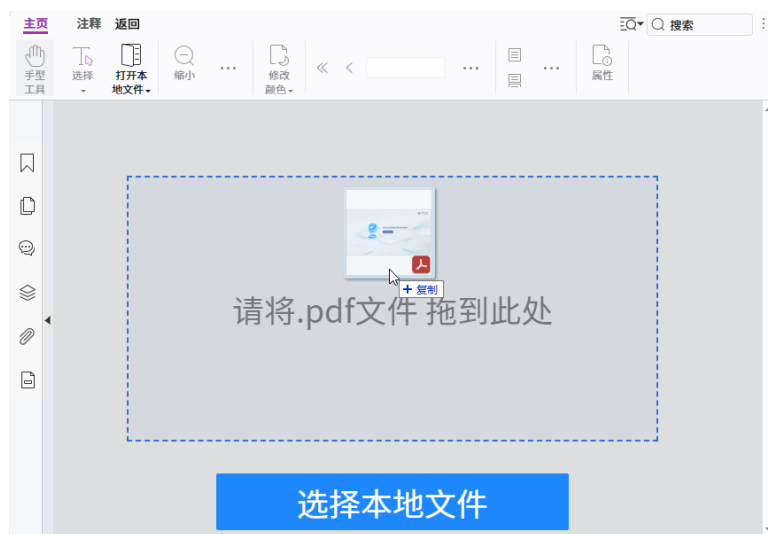 主页 注释 返回 搜索
手型 选择 打开本 缩小 修改 属性
工具 地文件 颜色
复制
请将.pdf文件 拖到此处
选择本地文件